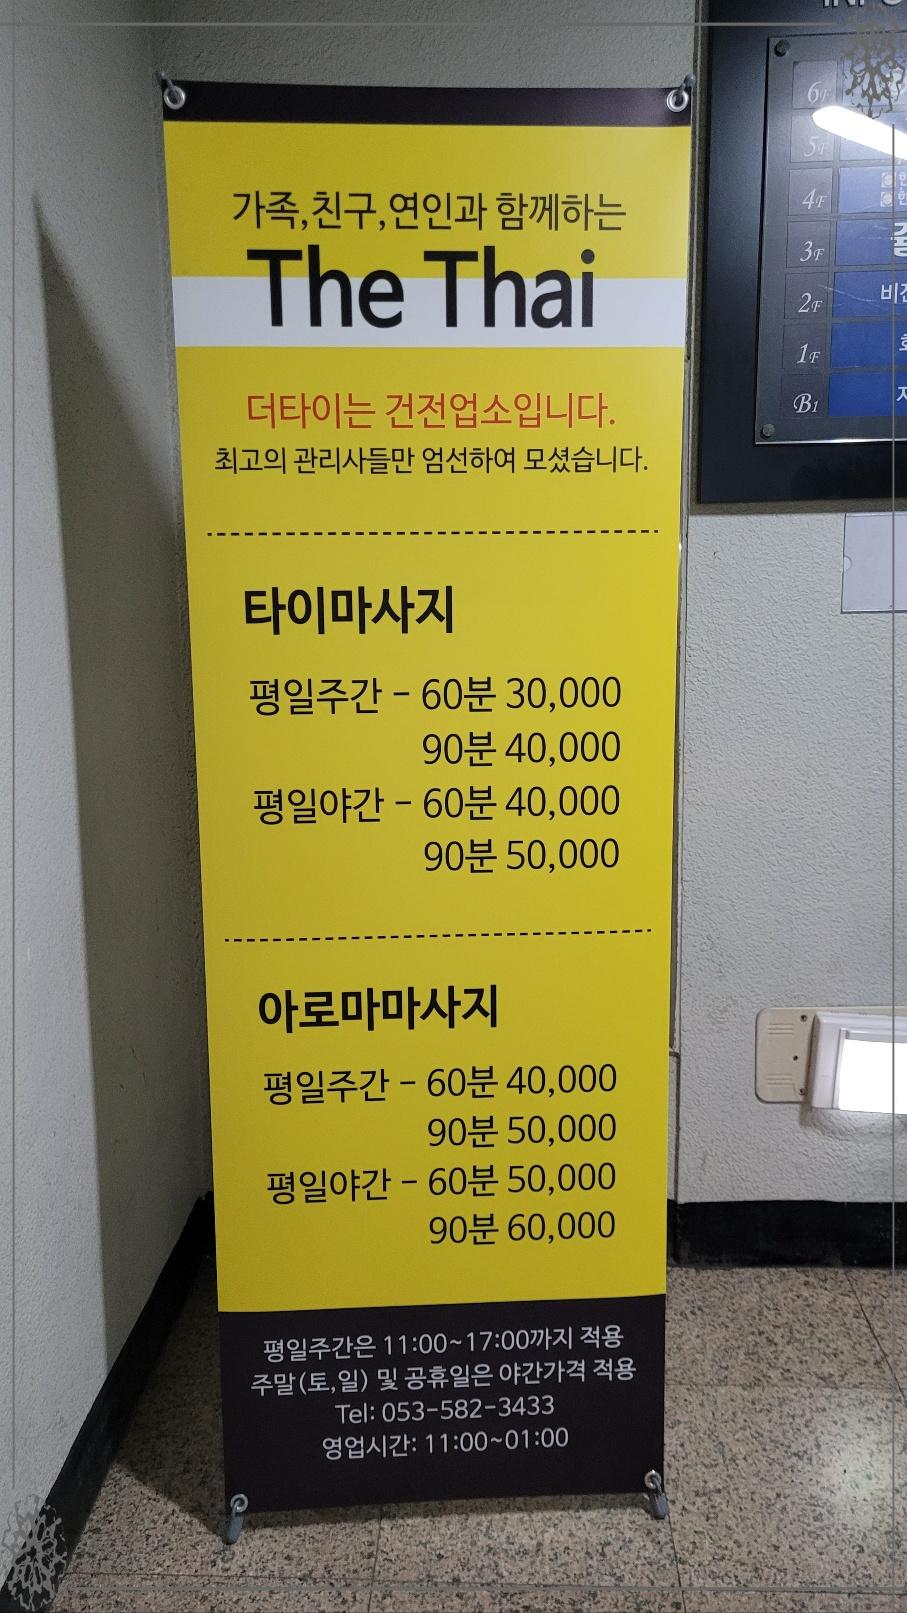 가족,친구,연인과 함께하는
The Thai
더타이는 건전업소입니다.
최고의 관리사들만 엄선하여 모셨습니다.
타이마사지
평일주간 - 60분 30,000
90분 40,000
평일야간 - 60분 40,000
90분 50,000
아로마마사지
평일주간 - 60분 40,000
90분 50,000
평일야간 - 60분 50,000
90분 60,000
평일주간은 11:00~17:00까지 적용
주말(토,일) 및 공휴일은 야간가격 적용
Tel: 053-582-3433
영업시간: 11:00~01:00
6F
5F
4F
3F
2F
1F
B1